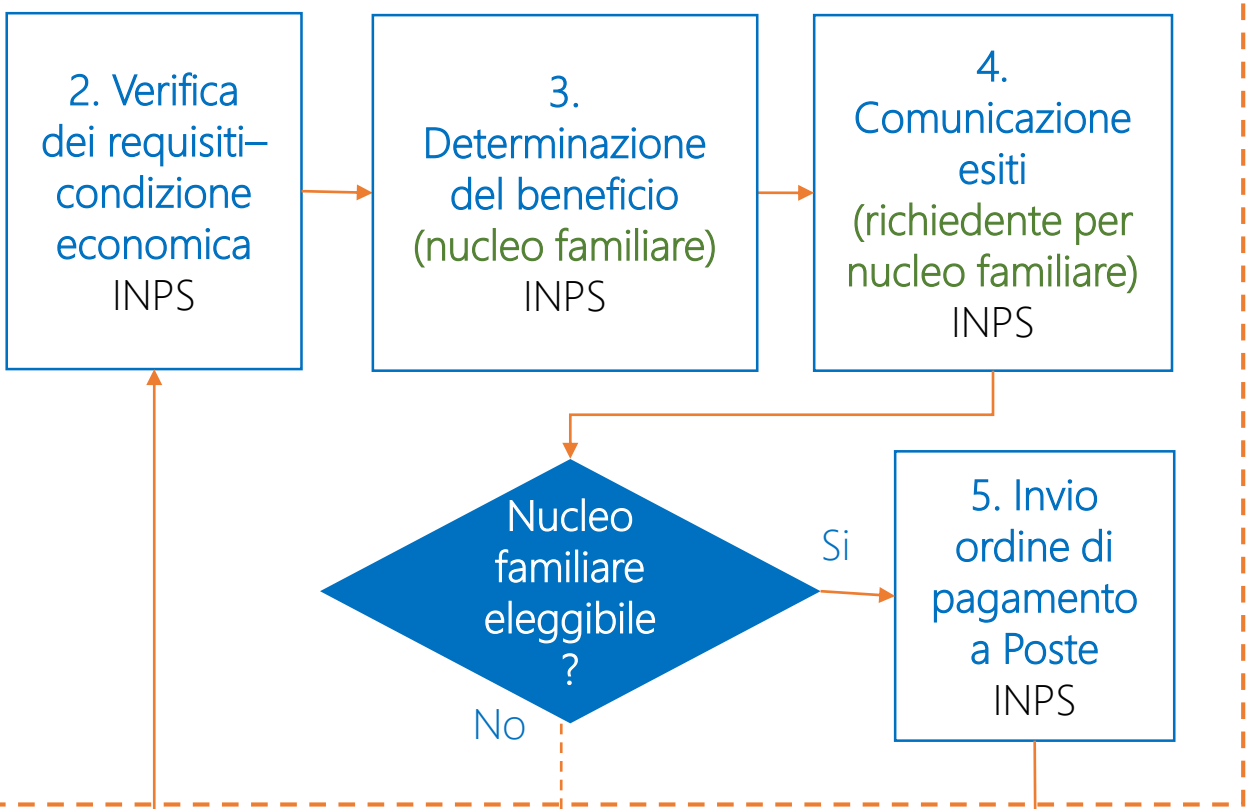 2. Verifica
dei requisiti–
condizione
economica
INPS
3.
Determinazione
del beneficio
(nucleo familiare)
INPS
4.
Comunicazione
esiti
(richiedente per
nucleo familiare)
INPS
Nucleo
familiare
eleggibile
?
Si
No
5. Invio
ordine di
pagamento
a Poste
INPS